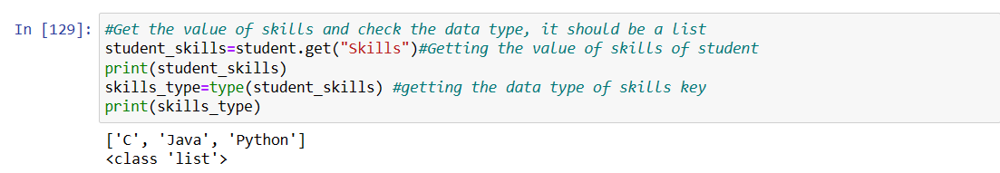 In [129]: #Get the value of skills and check the data type, it should be a list
student_skills=student.get("Skills")#Getting the value of skills of student
print(student_skills)
skills_type=type(student_skills) #getting the data type of skills key
print(skills_type)
['C', 'Java', 'Python']
<class 'list'>